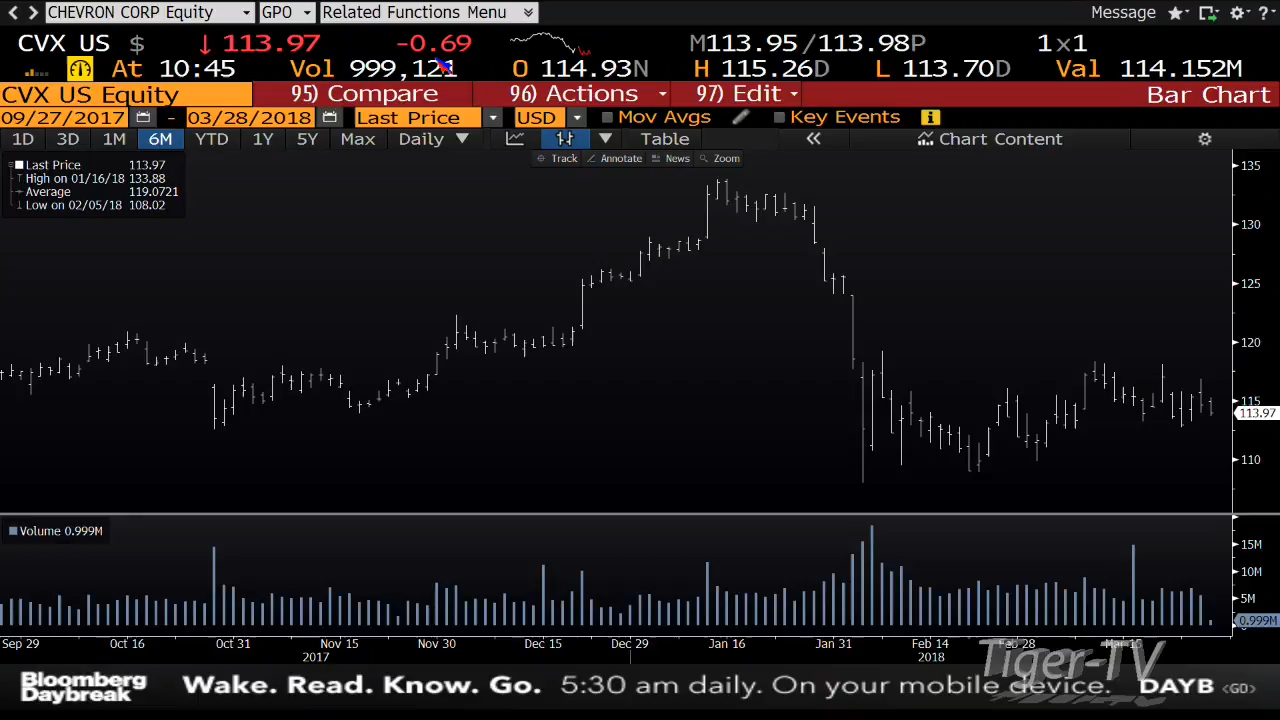 CHEVRON CORP Equity GPO Related Functions Menu Message
CVX US $ ↓ 113.97 -0.69 M113.95/113.98P 1x1
At 10:45 Vol 999,121 O 114.93N H 115.26D L 113.70D Val 114.152M
CVX US Equity 95) Compare 96) Actions 97) Edit Bar Chart
09/27/2017 - 03/28/2018 Last Price USD Mov Avgs Key Events
1D 3D 1M 6M YTD 1Y 5Y Max Daily Table Chart Content
Track Annotate News Zoom
Last Price 113.97
High on 01/16/18 133.88
Average 119.0721
Low on 02/05/18 108.02
135
130
125
120
115
113.97
110
Volume 0.999M
15M
10M
5M
0.999M
0
Sep 29 Oct 16 Oct 31 Nov 15 Nov 30 Dec 15 Dec 29 Jan 16 Jan 31 Feb 14 Feb 28 Mar 15
2017 2018
Tiger-TV
Bloomberg Daybreak
Wake. Read. Know. Go. 5:30 am daily. On your mobile device. DAYB <GO>